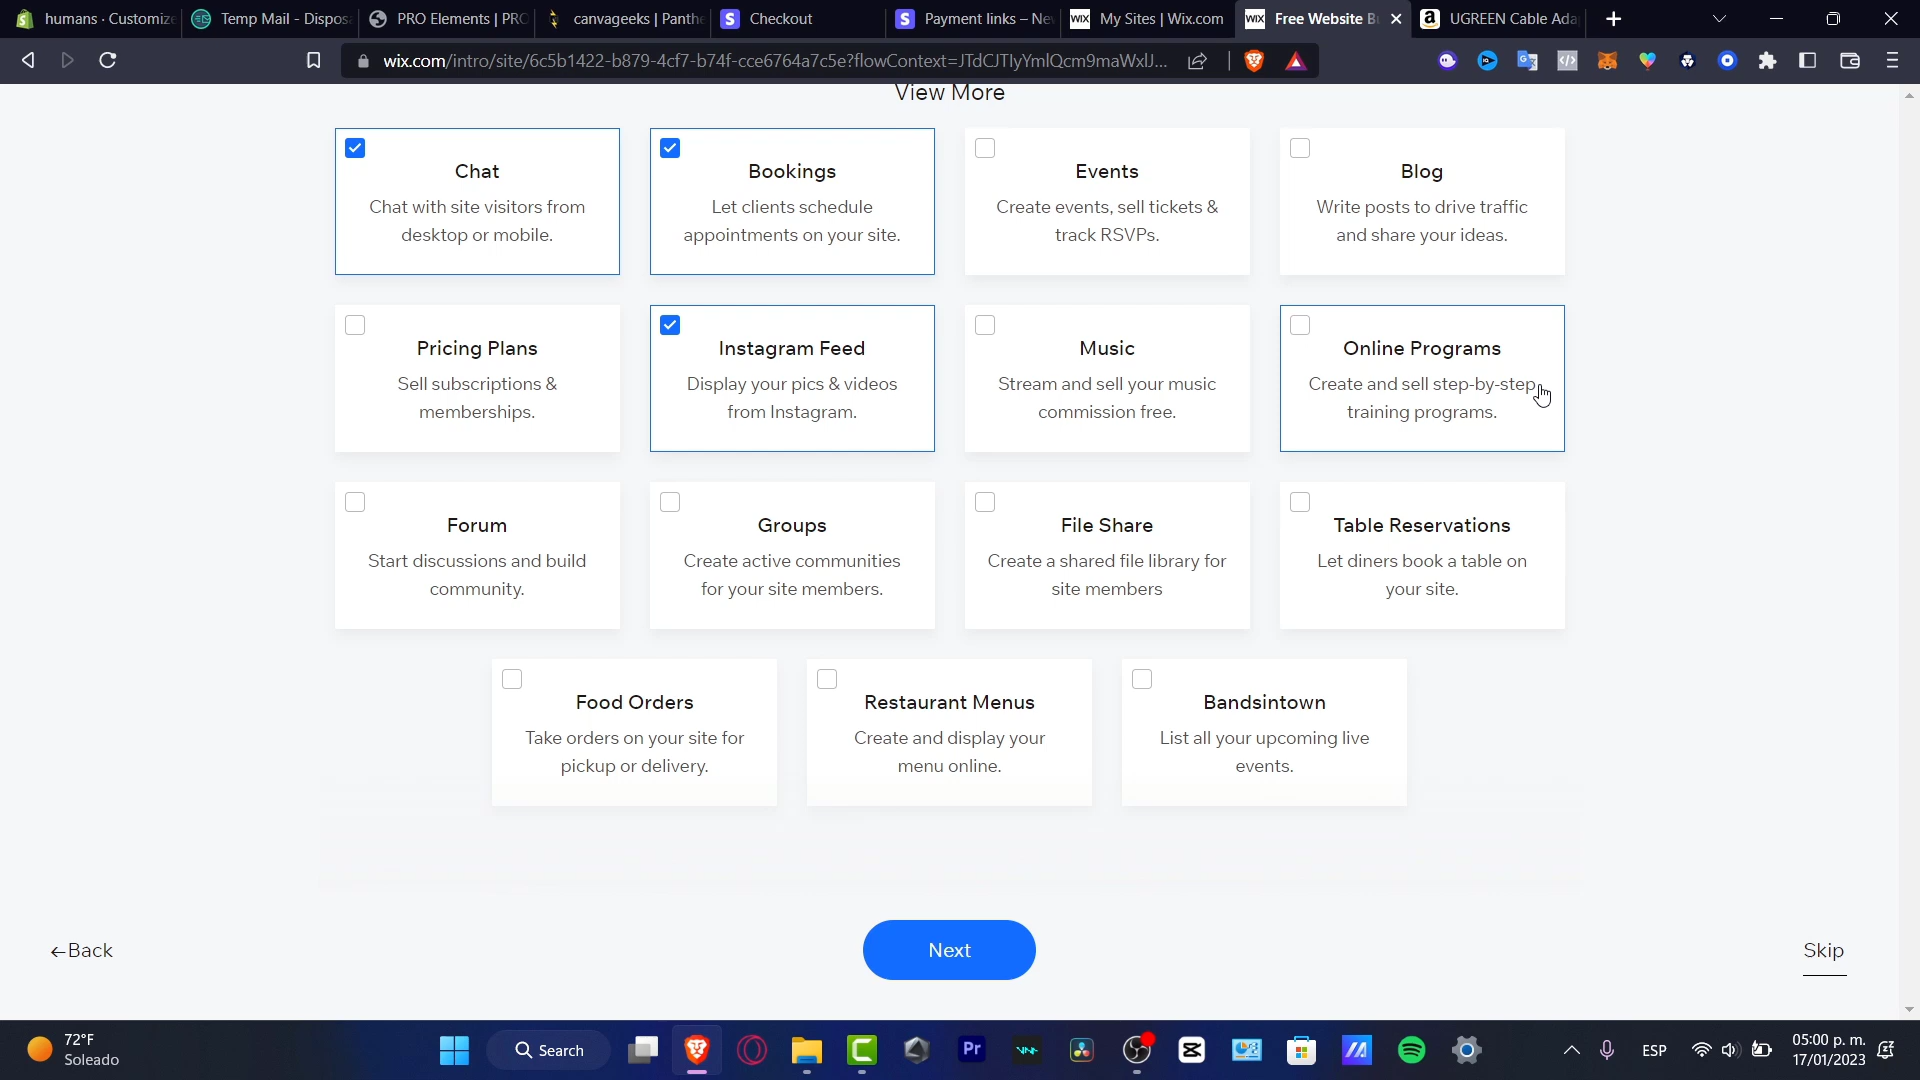 humans · Customize
Temp Mail - Dispos
PRO Elements | PRO
canvageeks | Panthe
Checkout
Payment links – Ne
WIX My Sites | Wix.com
WIX Free Website B
UGREEN Cable Ada
wix.com/intro/site/6c5b1422-b879-4cf7-b74f-cce6764a7c5e?flowContext=JTdCJTIyYmlQcm9maWxlJ...
View More
Chat
Chat with site visitors from
desktop or mobile.
Bookings
Let clients schedule
appointments on your site.
Events
Create events, sell tickets &
track RSVPs.
Blog
Write posts to drive traffic
and share your ideas.
Pricing Plans
Sell subscriptions &
memberships.
Instagram Feed
Display your pics & videos
from Instagram.
Music
Stream and sell your music
commission free.
Online Programs
Create and sell step-by-step
training programs.
Forum
Start discussions and build
community.
Groups
Create active communities
for your site members.
File Share
Create a shared file library for
site members
Table Reservations
Let diners book a table on
your site.
Food Orders
Take orders on your site for
pickup or delivery.
Restaurant Menus
Create and display your
menu online.
Bandsintown
List all your upcoming live
events.
←Back
Next
Skip
72°F
Soleado
Search
Pr
ESP
05:00 p. m.
17/01/2023